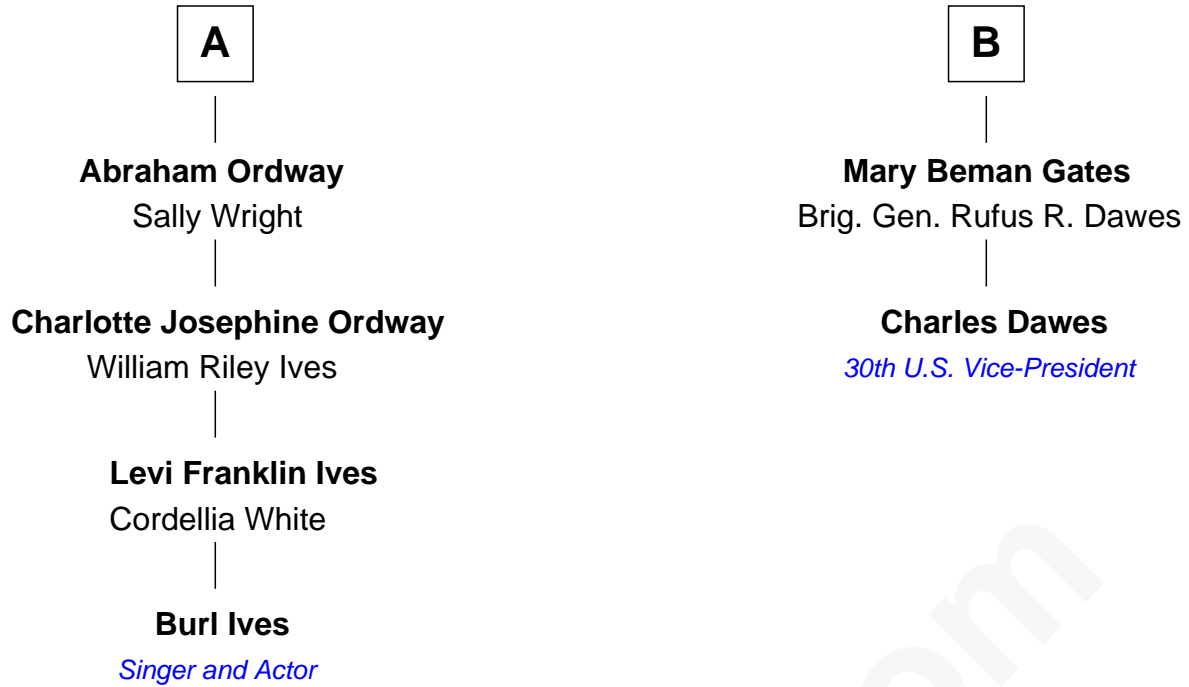 A
Abraham Ordway
Sally Wright
Charlotte Josephine Ordway
William Riley Ives
Levi Franklin Ives
Cordellia White
Burl Ives
Singer and Actor
B
Mary Beman Gates
Brig. Gen. Rufus R. Dawes
Charles Dawes
30th U.S. Vice-President
om